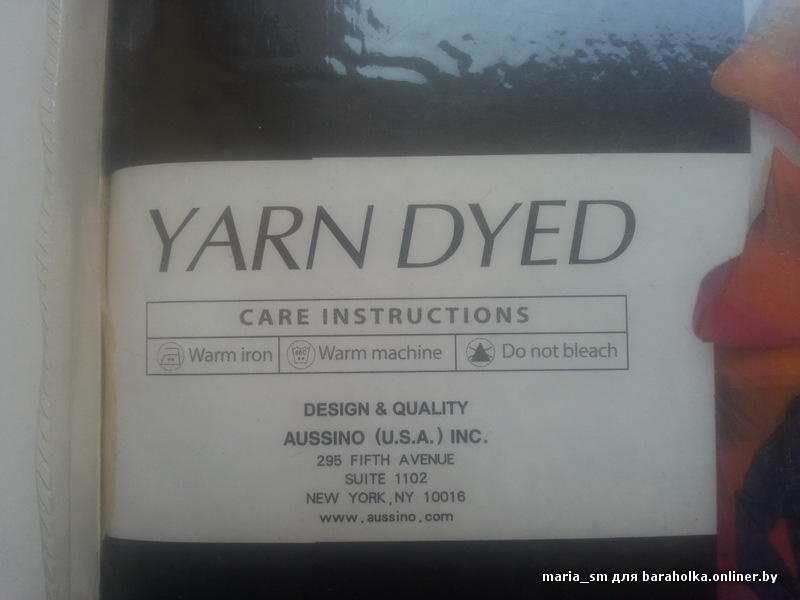 YARN DYED
CARE INSTRUCTIONS
Warm iron 40C Warm machine Do not bleach
DESIGN & QUALITY
AUSSINO (U.S.A.) INC.
295 FIFTH AVENUE
SUITE 1102
NEW YORK,NY 10016
www.aussino.com
maria_sm для baraholka.onliner.by